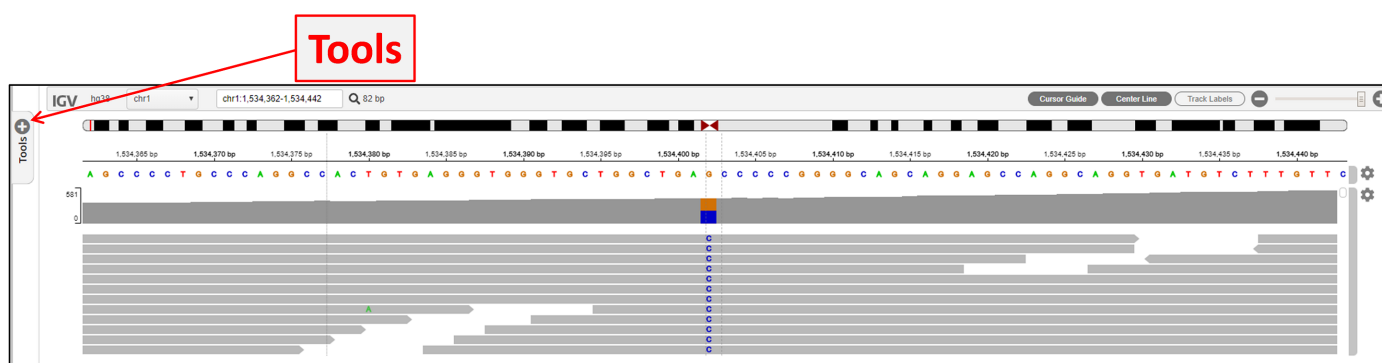 Tools
IGV hg38 chr1 chr1:1,534,362-1,534,442 82 bp Cursor Guide Center Line Track Labels
Tools
1,534,365 bp 1,534,370 bp 1,534,375 bp 1,534,380 bp 1,534,385 bp 1,534,390 bp 1,534,395 bp 1,534,400 bp 1,534,405 bp 1,534,410 bp 1,534,415 bp 1,534,420 bp 1,534,425 bp 1,534,430 bp 1,534,435 bp 1,534,440 bp
A G C C C C T G C C C A G G C C A C T G T G A G G G T G G G T G C T G G C T G A G C C C C C G G G G C A G C A G G A G C C A G G C A G G T G A T G T C T T T G T T C
581
0
C
C
C
C
C
C
C
A C
C
C
C
C